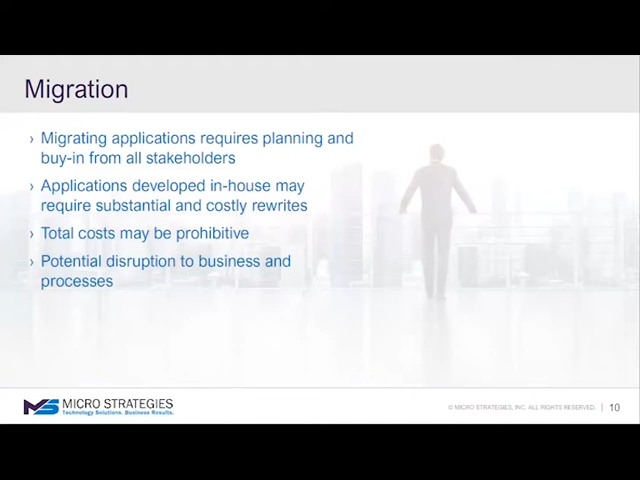 Migration
› Migrating applications requires planning and
buy-in from all stakeholders
› Applications developed in-house may
require substantial and costly rewrites
› Total costs may be prohibitive
› Potential disruption to business and
processes
MS MICRO STRATEGIES
Technology Solutions. Business Results.
© MICRO STRATEGIES, INC. ALL RIGHTS RESERVED. | 10